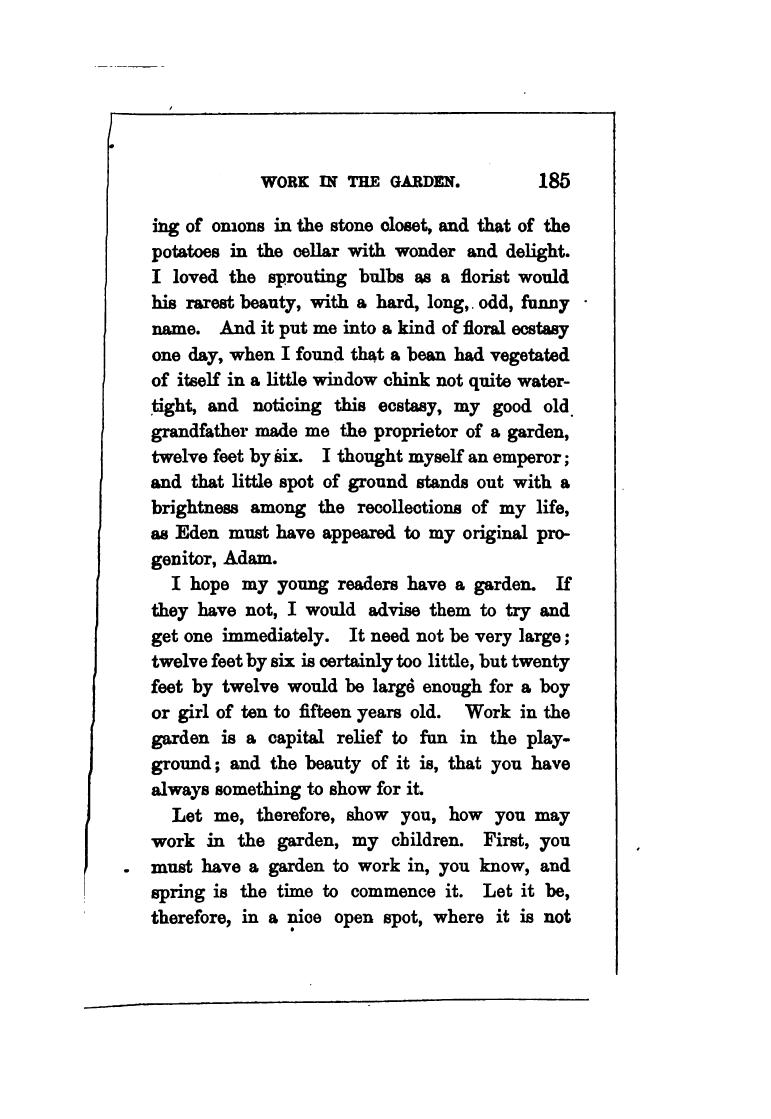 WORK IN THE GARDEN. 185
ing of onions in the stone closet, and that of the
potatoes in the cellar with wonder and delight.
I loved the sprouting bulbs as a florist would
his rarest beauty, with a hard, long, odd, funny
name. And it put me into a kind of floral ecstasy
one day, when I found that a bean had vegetated
of itself in a little window chink not quite water-
tight, and noticing this ecstasy, my good old
grandfather made me the proprietor of a garden,
twelve feet by six. I thought myself an emperor;
and that little spot of ground stands out with a
brightness among the recollections of my life,
as Eden must have appeared to my original pro-
genitor, Adam.
I hope my young readers have a garden. If
they have not, I would advise them to try and
get one immediately. It need not be very large;
twelve feet by six is certainly too little, but twenty
feet by twelve would be large enough for a boy
or girl of ten to fifteen years old. Work in the
garden is a capital relief to fun in the play-
ground; and the beauty of it is, that you have
always something to show for it.
Let me, therefore, show you, how you may
work in the garden, my children. First, you
must have a garden to work in, you know, and
spring is the time to commence it. Let it be,
therefore, in a nice open spot, where it is not